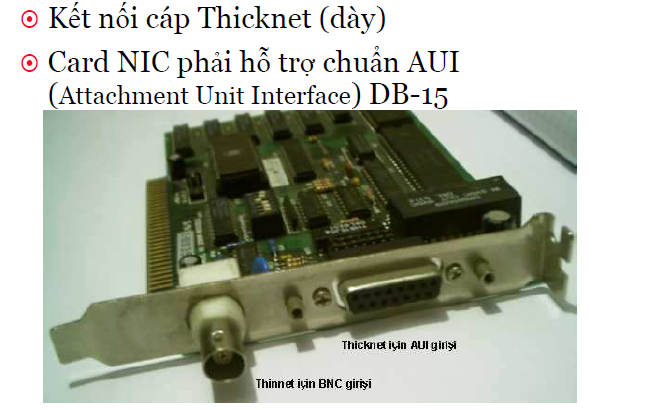 Kết nối cáp Thicknet (dày)
Card NIC phải hỗ trợ chuẩn AUI
(Attachment Unit Interface) DB-15
Thicknet için AUI girişi
Thinnet için BNC girişi